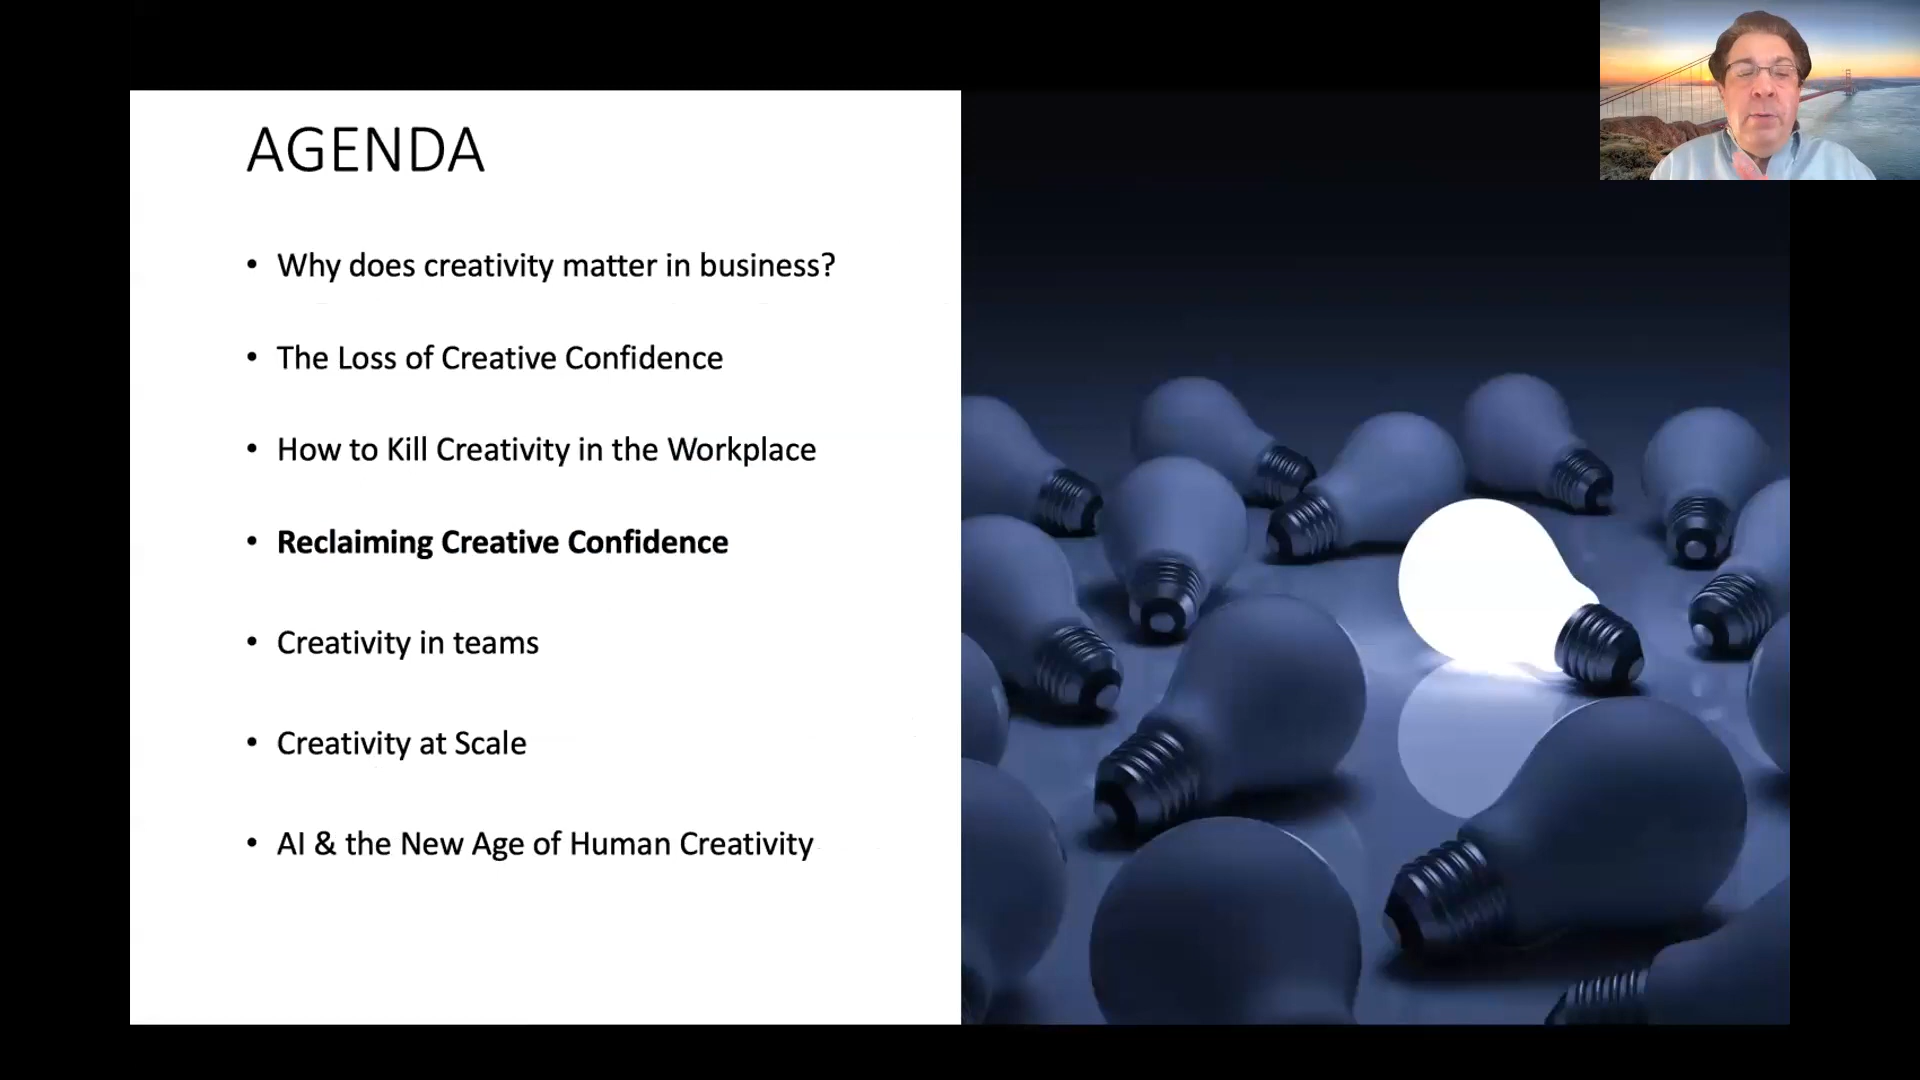 AGENDA
• Why does creativity matter in business?
• The Loss of Creative Confidence
• How to Kill Creativity in the Workplace
• Reclaiming Creative Confidence
• Creativity in teams
• Creativity at Scale
• AI & the New Age of Human Creativity